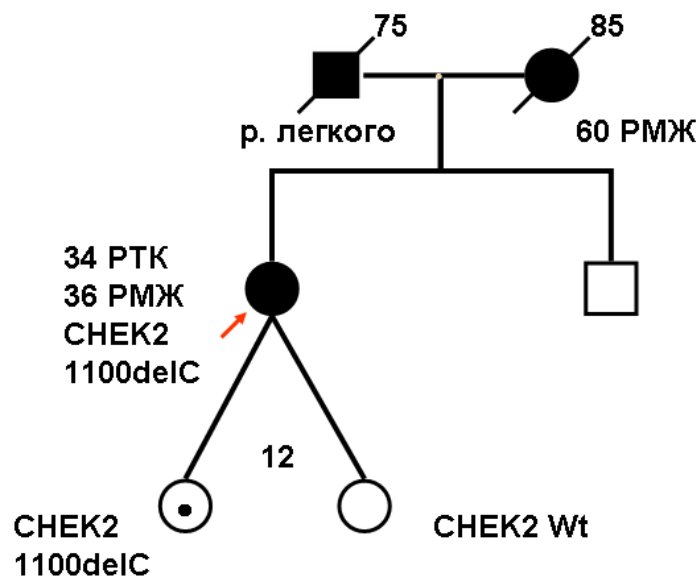 75
85
р. легкого
60 РМЖ
34 РТК
36 РМЖ
CHEK2
1100delC
12
CHEK2
1100delC
CHEK2 Wt